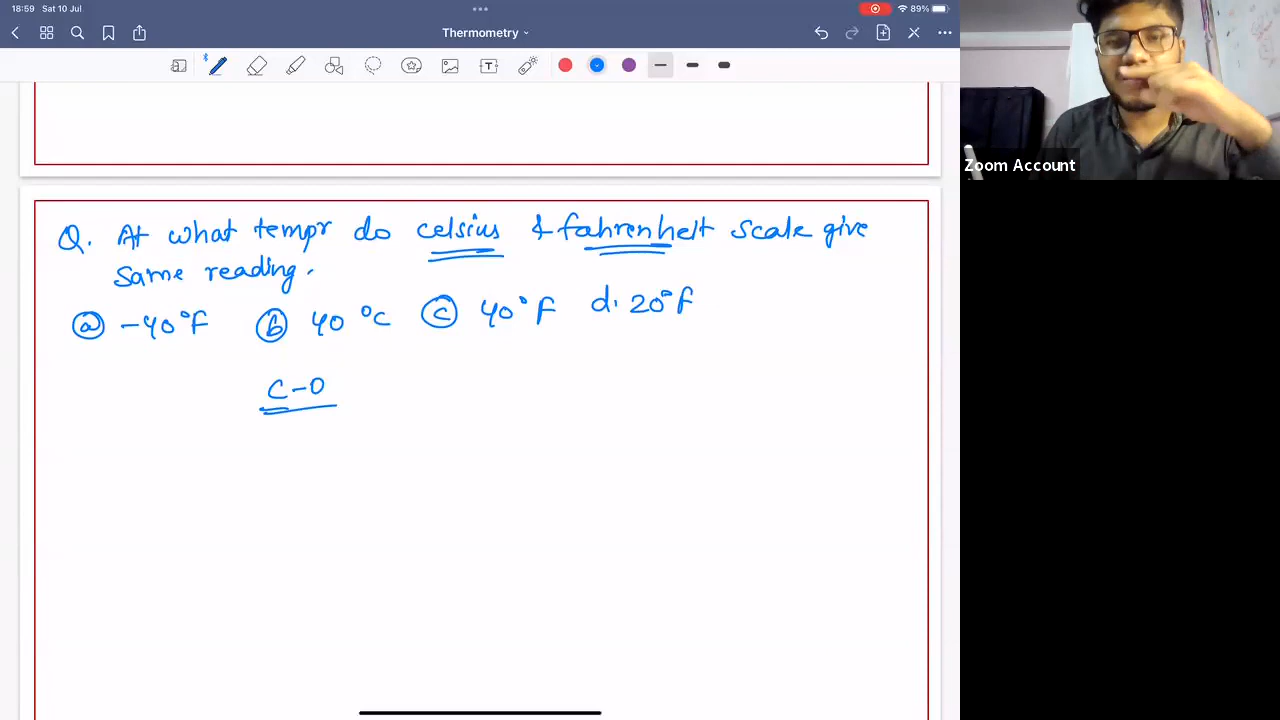 18:59 Sat 10 Jul
89%
Thermometry
T
Zoom Account
Q. At what tempr do celsius & fahrenheit scale give
same reading.
(a) -40°F (b) 40 °C (c) 40°F d. 20°F
C-0